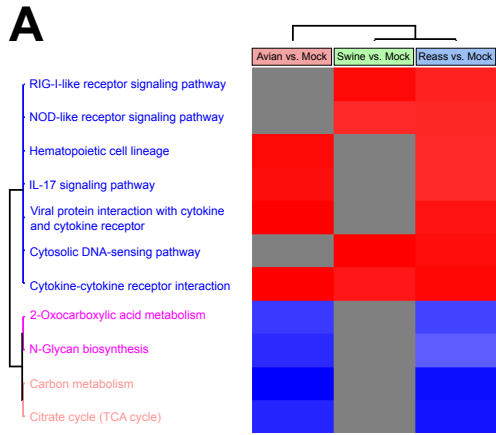 A
Avian vs. Mock Swine vs. Mock Reass vs. Mock
RIG-I-like receptor signaling pathway
NOD-like receptor signaling pathway
Hematopoietic cell lineage
IL-17 signaling pathway
Viral protein interaction with cytokine
and cytokine receptor
Cytosolic DNA-sensing pathway
Cytokine-cytokine receptor interaction
2-Oxocarboxylic acid metabolism
N-Glycan biosynthesis
Carbon metabolism
Citrate cycle (TCA cycle)